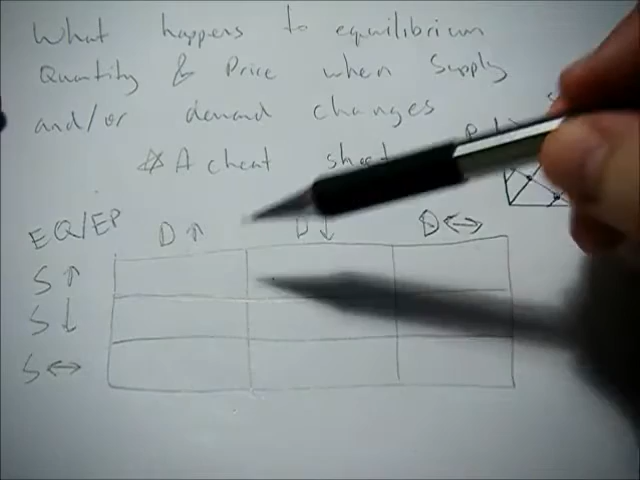 What happens to equilibrium
Quantity & Price when Supply
and/or demand changes
☆ A cheat sheet
P
S
EQ/EP D ↑ D ↓ D ↔
S ↑
S ↓
S ↔